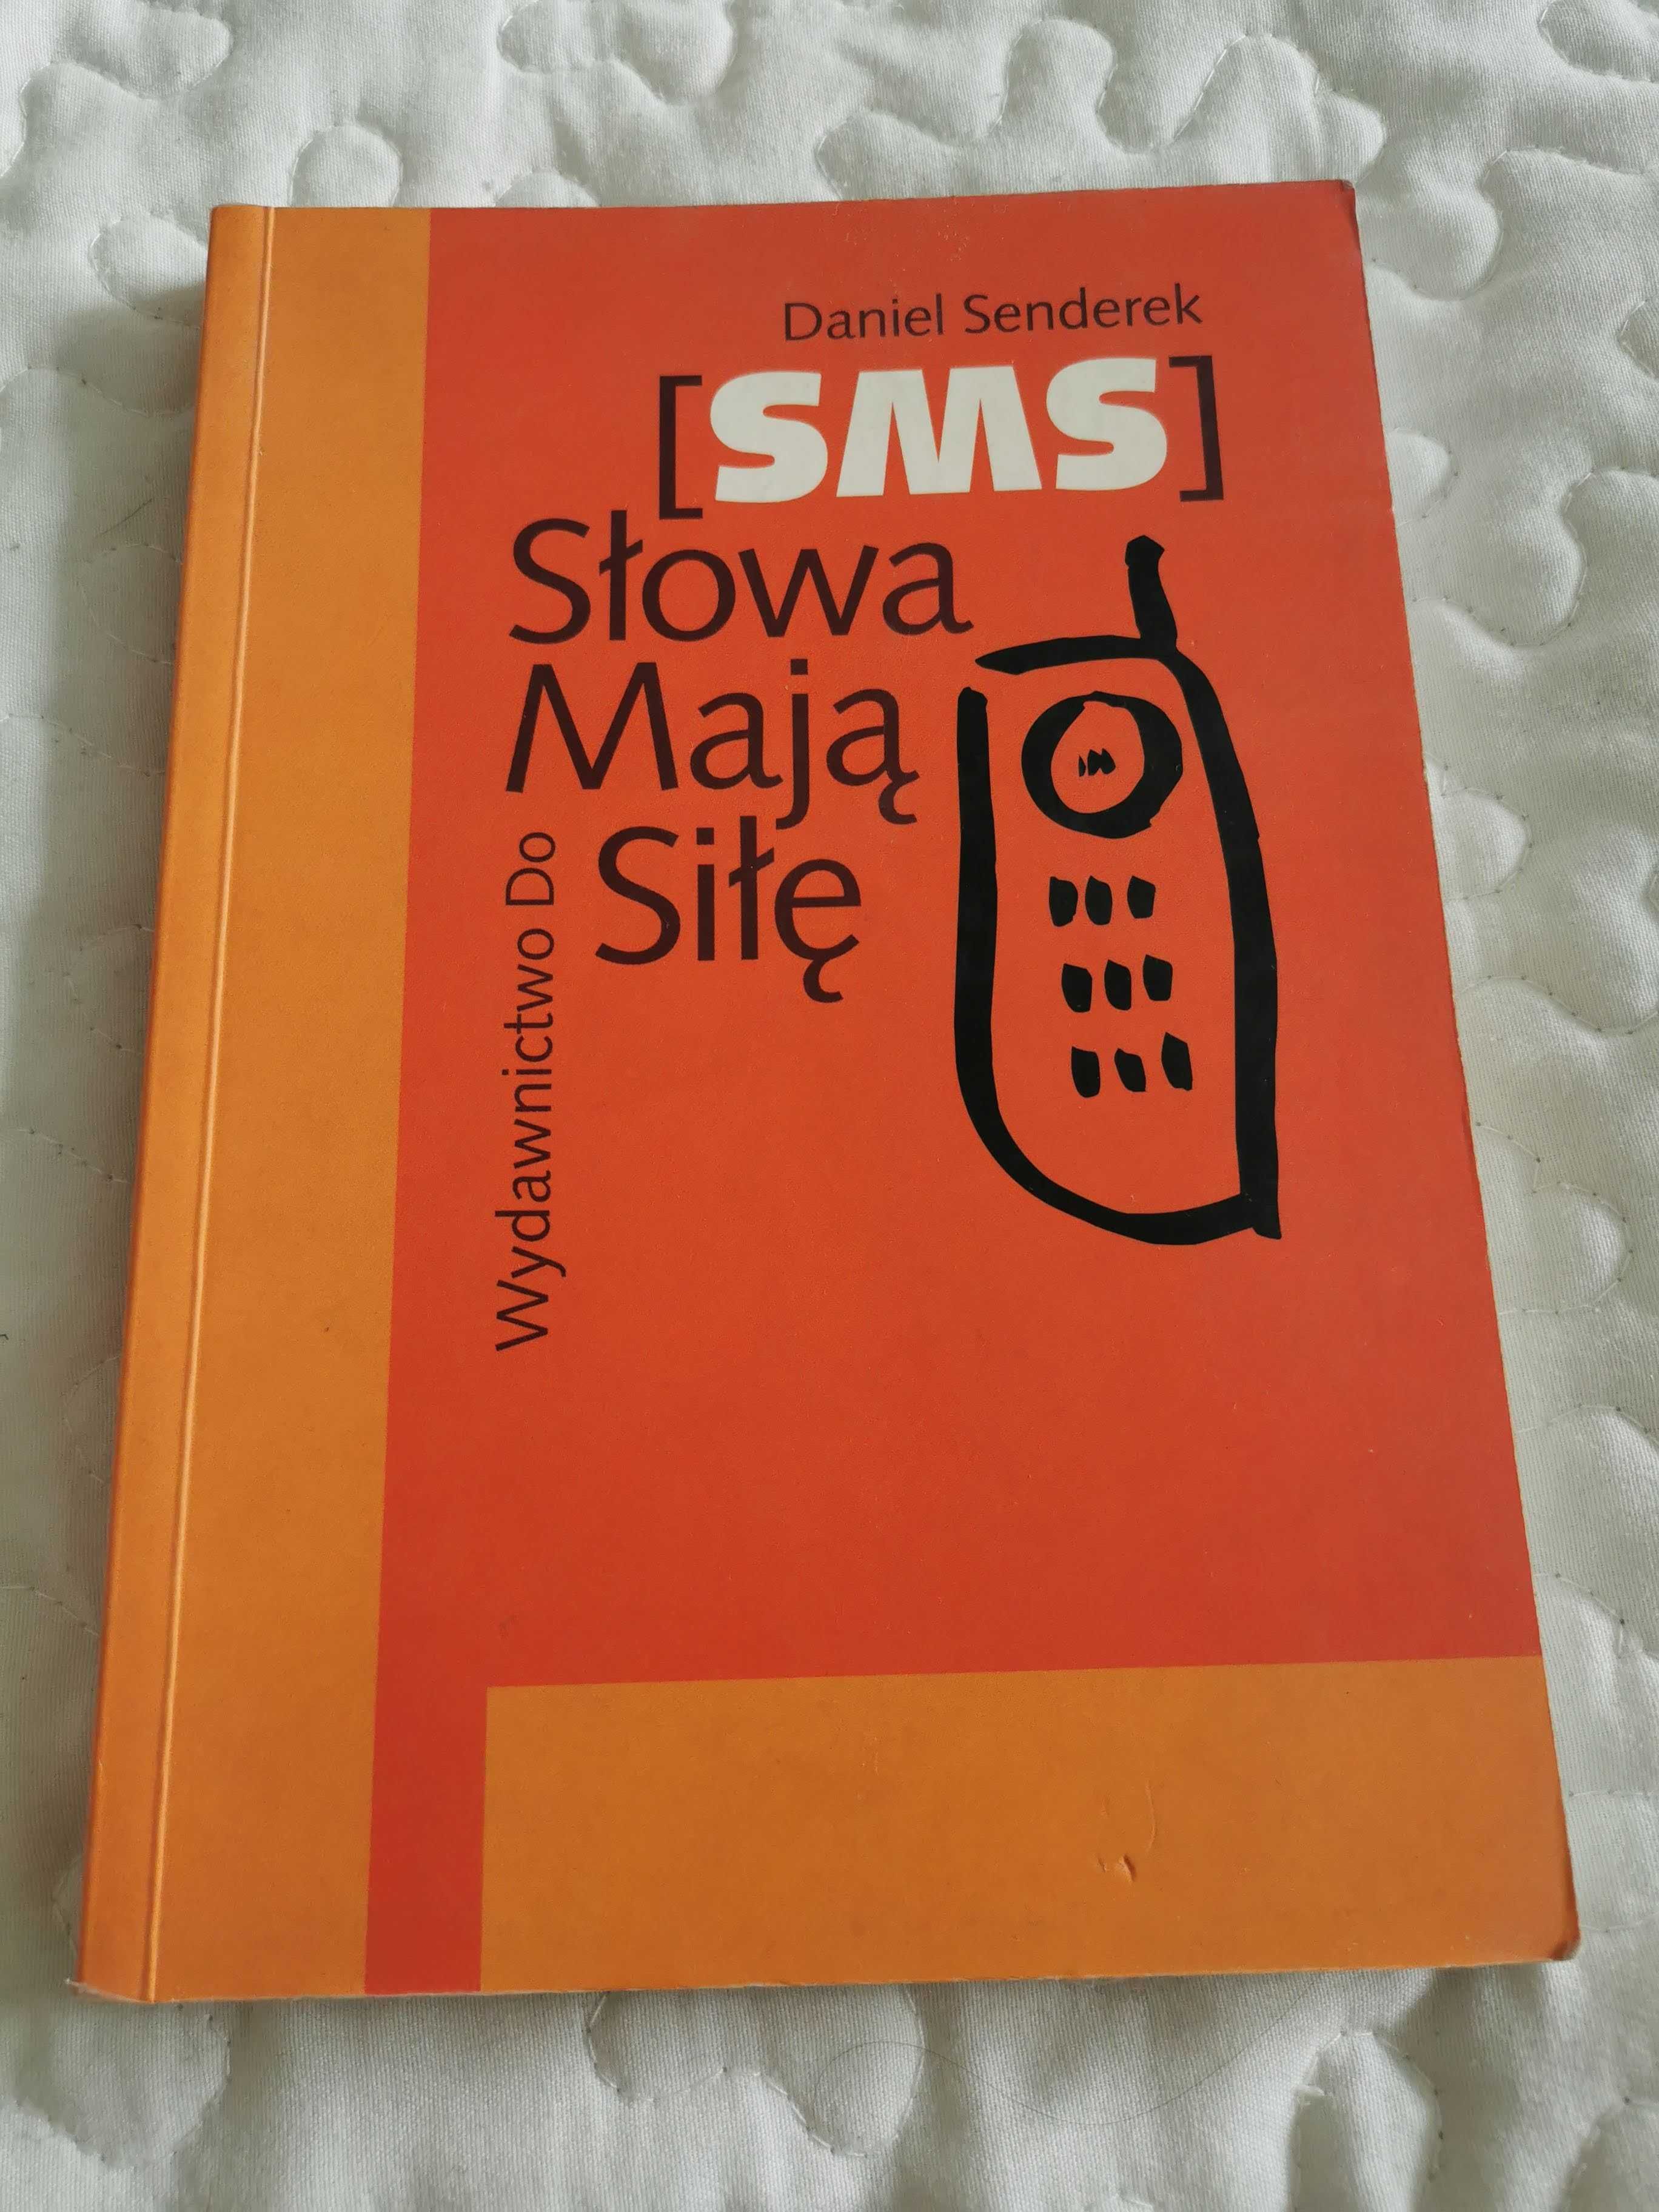 Daniel Senderek
[SMS]
Słowa
Mają
Siłę
Wydawnictwo Do